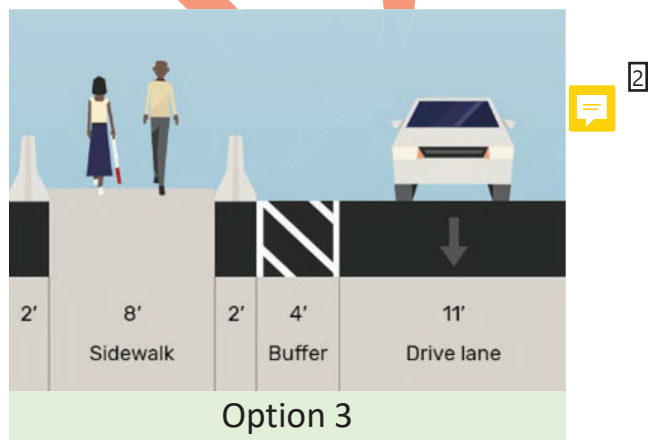 2
2′ 8′ 2′ 4′ 11′
Sidewalk Buffer Drive lane
Option 3